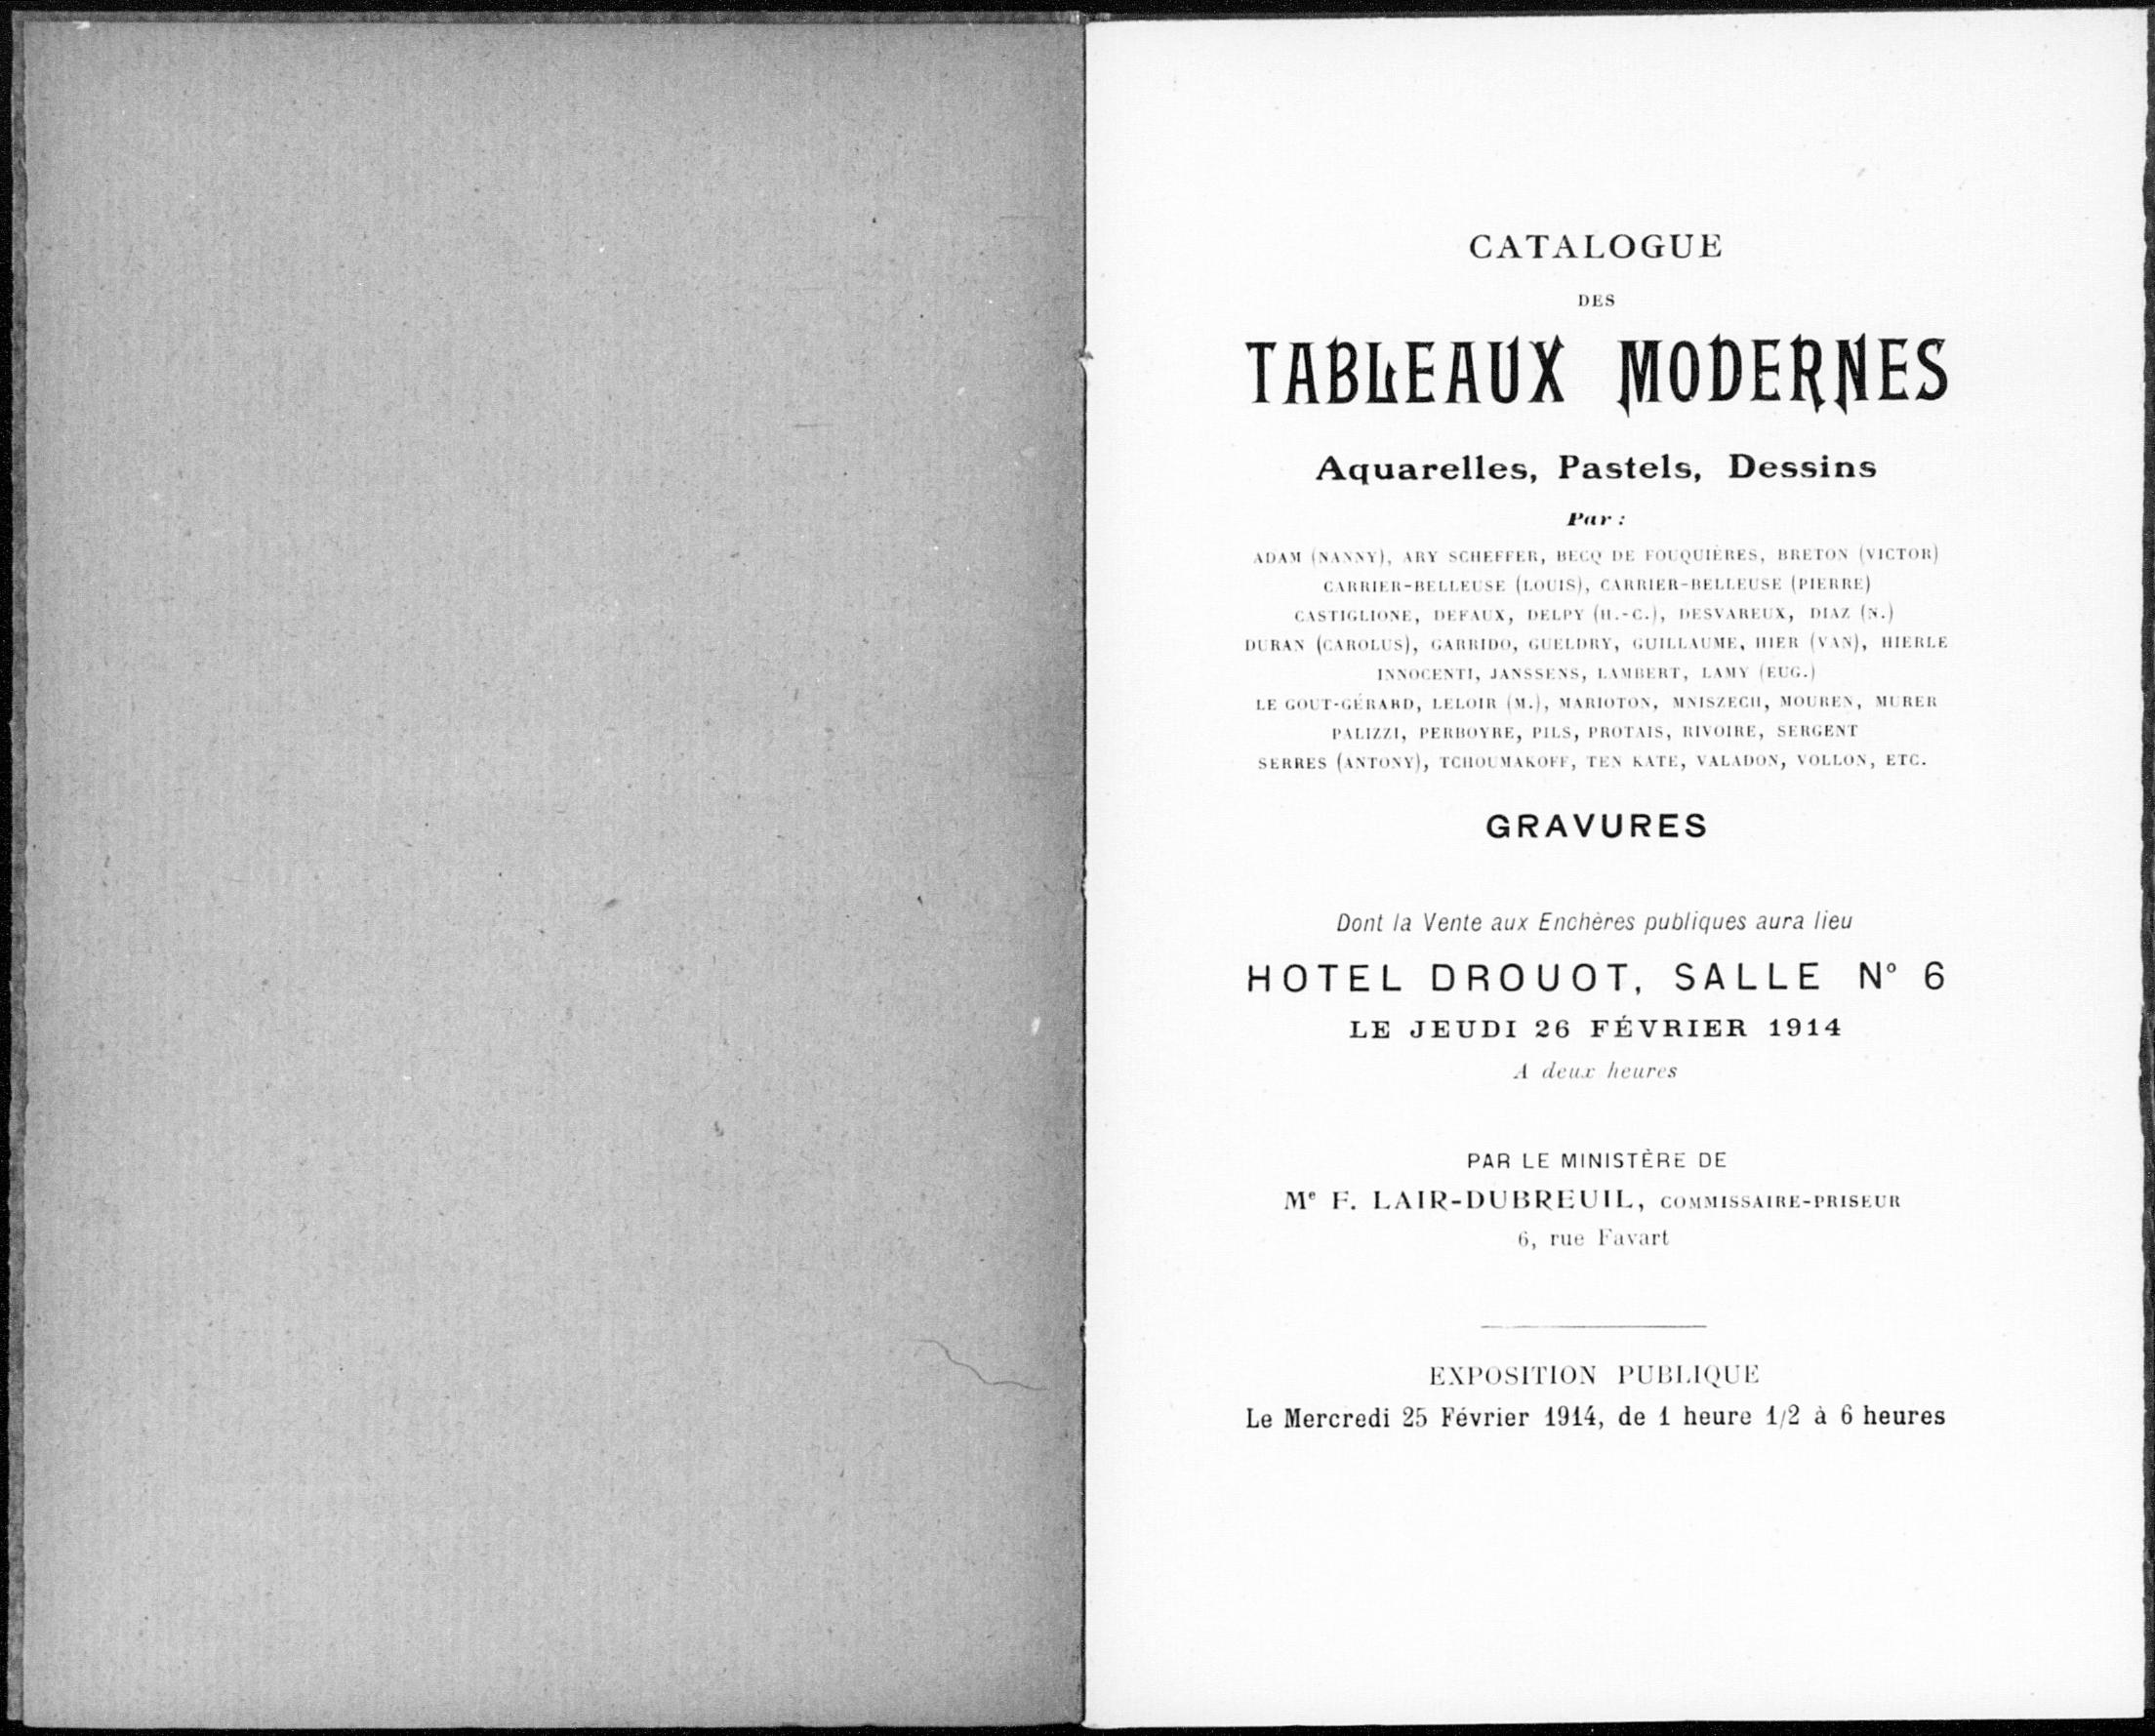 CATALOGUE
DES
TABLEAUX MODERNES
Aquarelles, Pastels, Dessins
Par :
ADAM (NANNY), ARY SCHEFFER, BECQ DE FOUQUIÈRES, BRETON (VICTOR)
CARRIER-BELLEUSE (LOUIS), CARRIER-BELLEUSE (PIERRE)
CASTIGLIONE, DEFAUX, DELPY (H.-C.), DESVAREUX, DIAZ (N.)
DURAN (CAROLUS), GARRIDO, GUELDRY, GUILLAUME, HIER (VAN), HIERLE
INNOCENTI, JANSSENS, LAMBERT, LAMY (EUG.)
LE GOUT-GÉRARD, LELOIR (M.), MARIOTON, MNISZECH, MOUREN, MURER
PALIZZI, PERBOYRE, PILS, PROTAIS, RIVOIRE, SERGENT
SERRES (ANTONY), TCHOUMAKOFF, TEN KATE, VALADON, VOLLON, ETC.
GRAVURES
Dont la Vente aux Enchères publiques aura lieu
HOTEL DROUOT, SALLE N° 6
LE JEUDI 26 FÉVRIER 1914
A deux heures
PAR LE MINISTÈRE DE
Me F. LAIR-DUBREUIL, COMMISSAIRE-PRISEUR
6, rue Favart
EXPOSITION PUBLIQUE
Le Mercredi 25 Février 1914, de 1 heure 1/2 à 6 heures